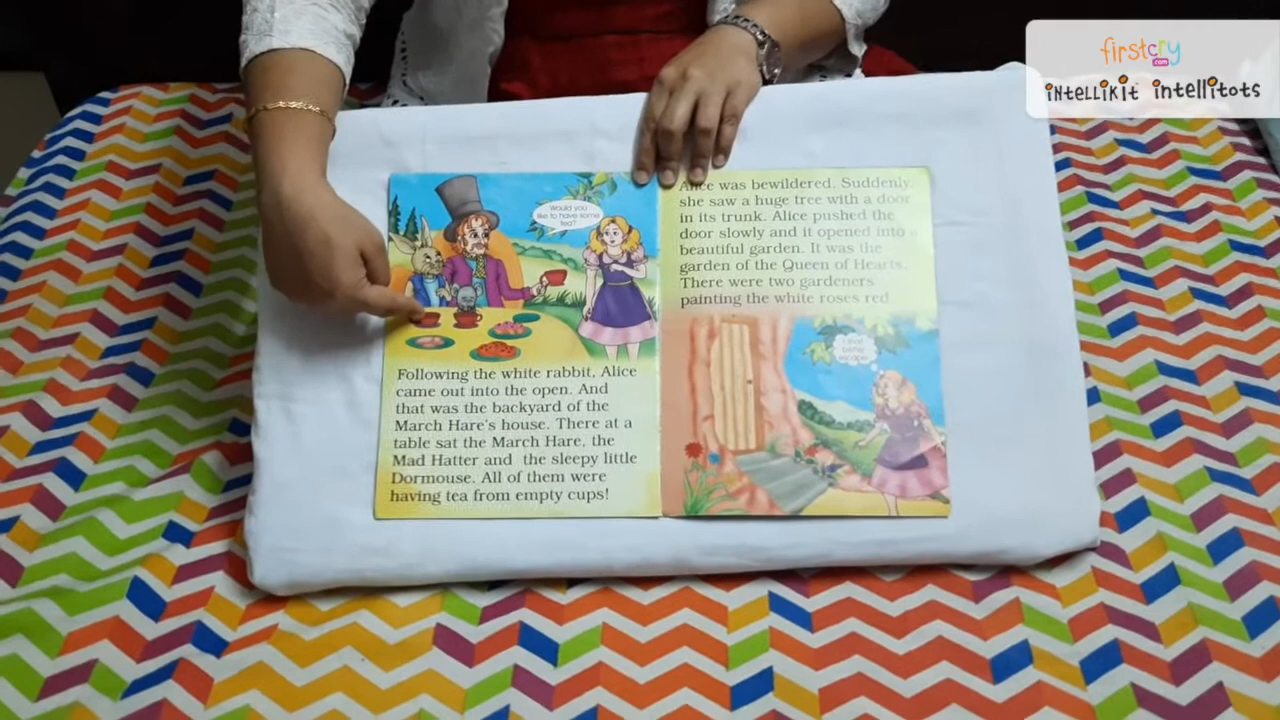 firstcry
.com
intellikit intellitots
Would you
like to have some
tea?
Following the white rabbit, Alice
came out into the open. And
that was the backyard of the
March Hare's house. There at a
table sat the March Hare, the
Mad Hatter and the sleepy little
Dormouse. All of them were
having tea from empty cups!
Alice was bewildered. Suddenly,
she saw a huge tree with a door
in its trunk. Alice pushed the
door slowly and it opened into a
beautiful garden. It was the
garden of the Queen of Hearts.
There were two gardeners
painting the white roses red
better
escape